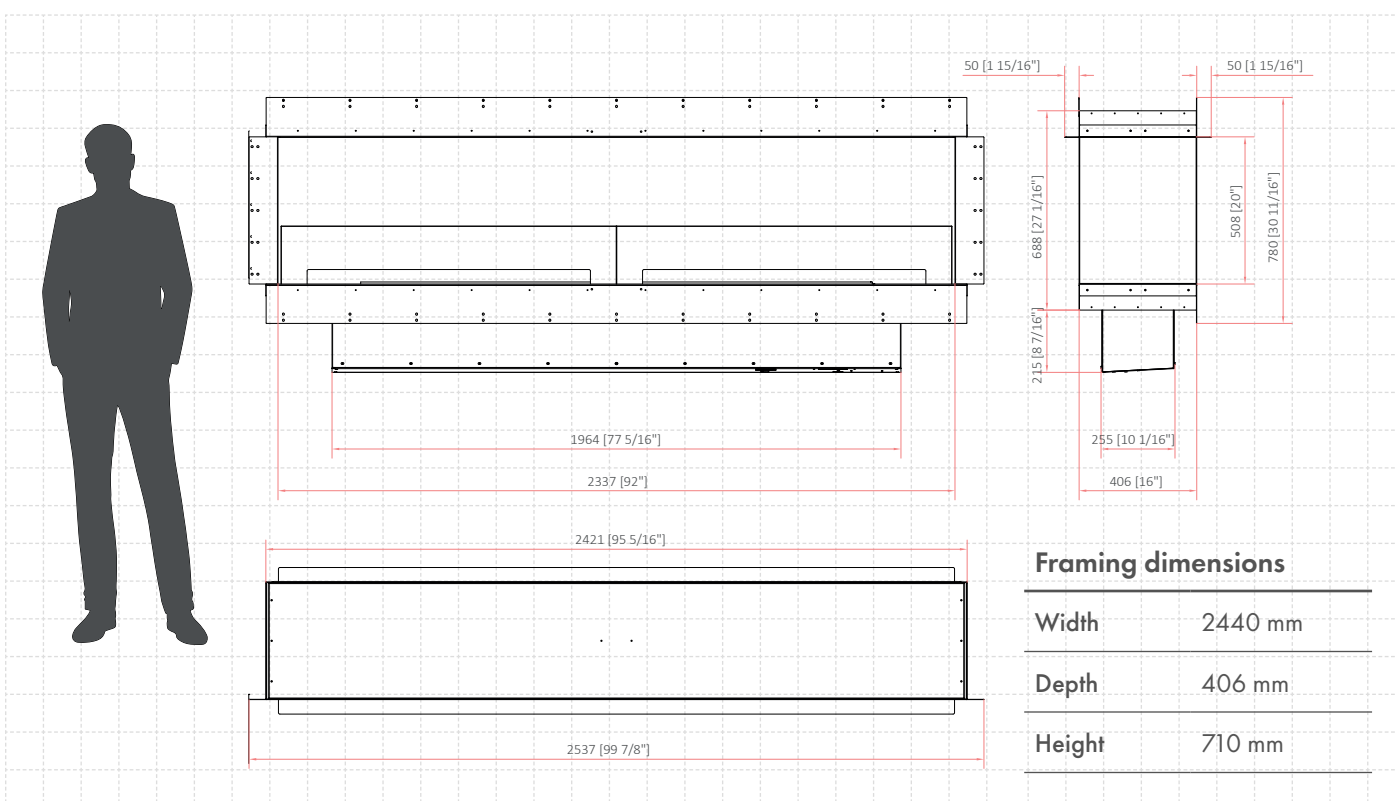 50 [1 15/16"]
50 [1 15/16"]
688 [27 1/16"]
508 [20"]
780 [30 11/16"]
215 [8 7/16"]
1964 [77 5/16"]
255 [10 1/16"]
2337 [92"]
406 [16"]
2421 [95 5/16"]
2537 [99 7/8"]
Framing dimensions
Width 2440 mm
Depth 406 mm
Height 710 mm